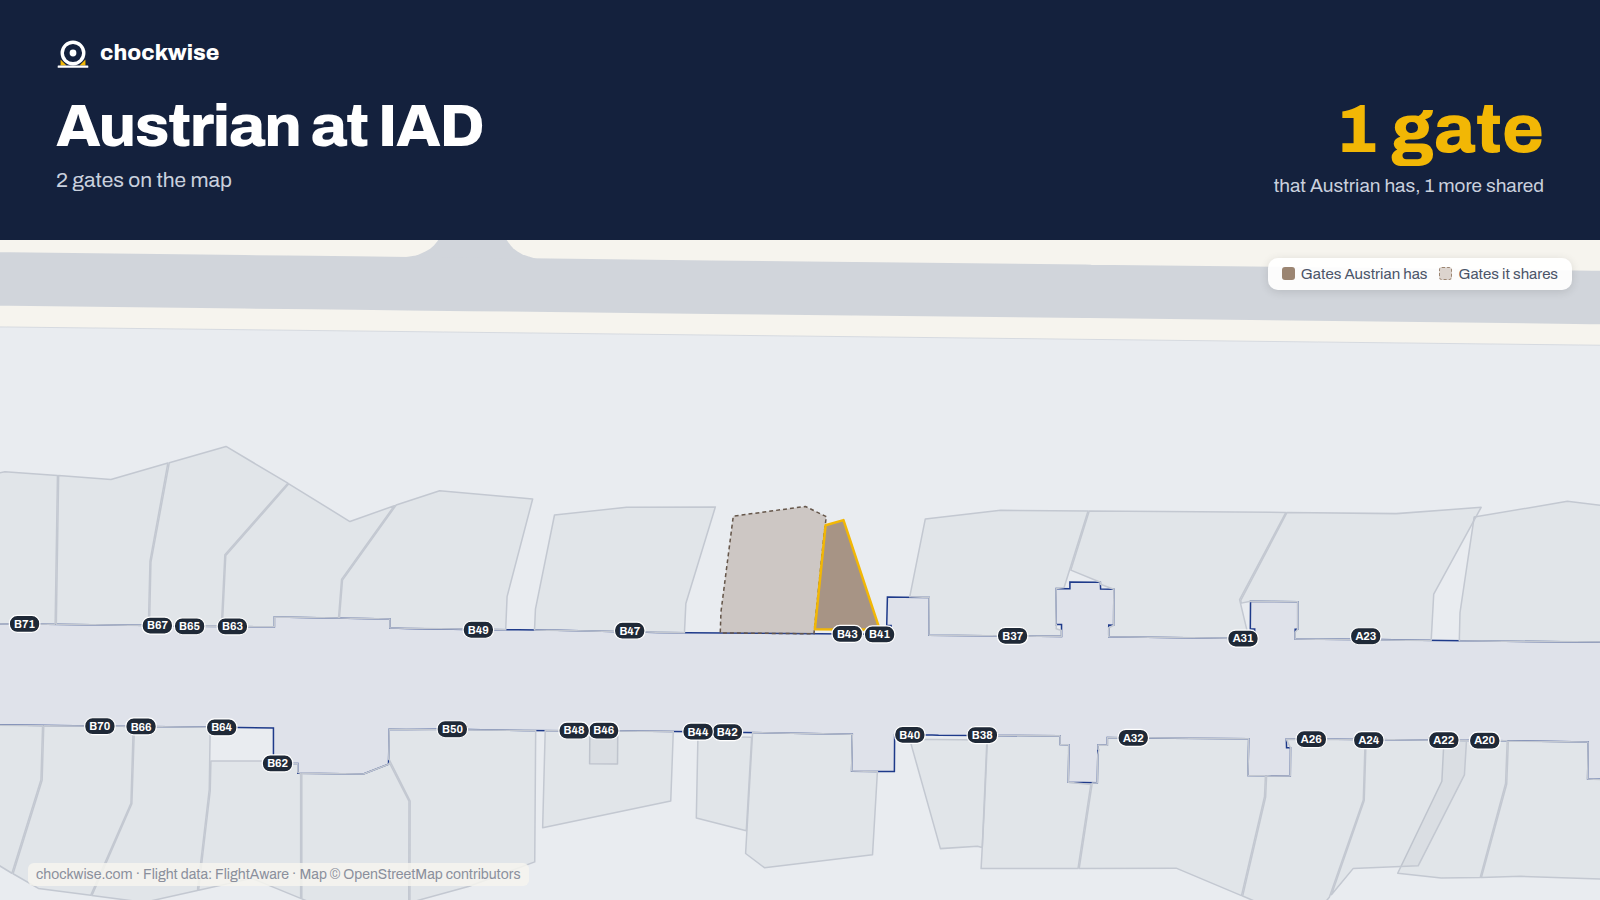 chockwise
Austrian at IAD
2 gates on the map
1 gate
that Austrian has, 1 more shared
Gates Austrian has
Gates it shares
B71
B67
B65
B63
B49
B47
B43
B41
B37
A31
A23
B70
B66
B64
B62
B50
B48
B46
B44
B42
B40
B38
A32
A26
A24
A22
A20
chockwise.com · Flight data: FlightAware · Map © OpenStreetMap contributors